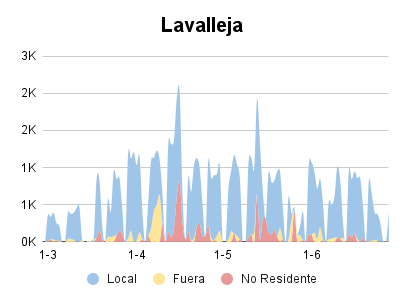 Lavalleja
3K
2K
2K
1K
1K
0K
1-3 1-4 1-5 1-6
Local Fuera No Residente